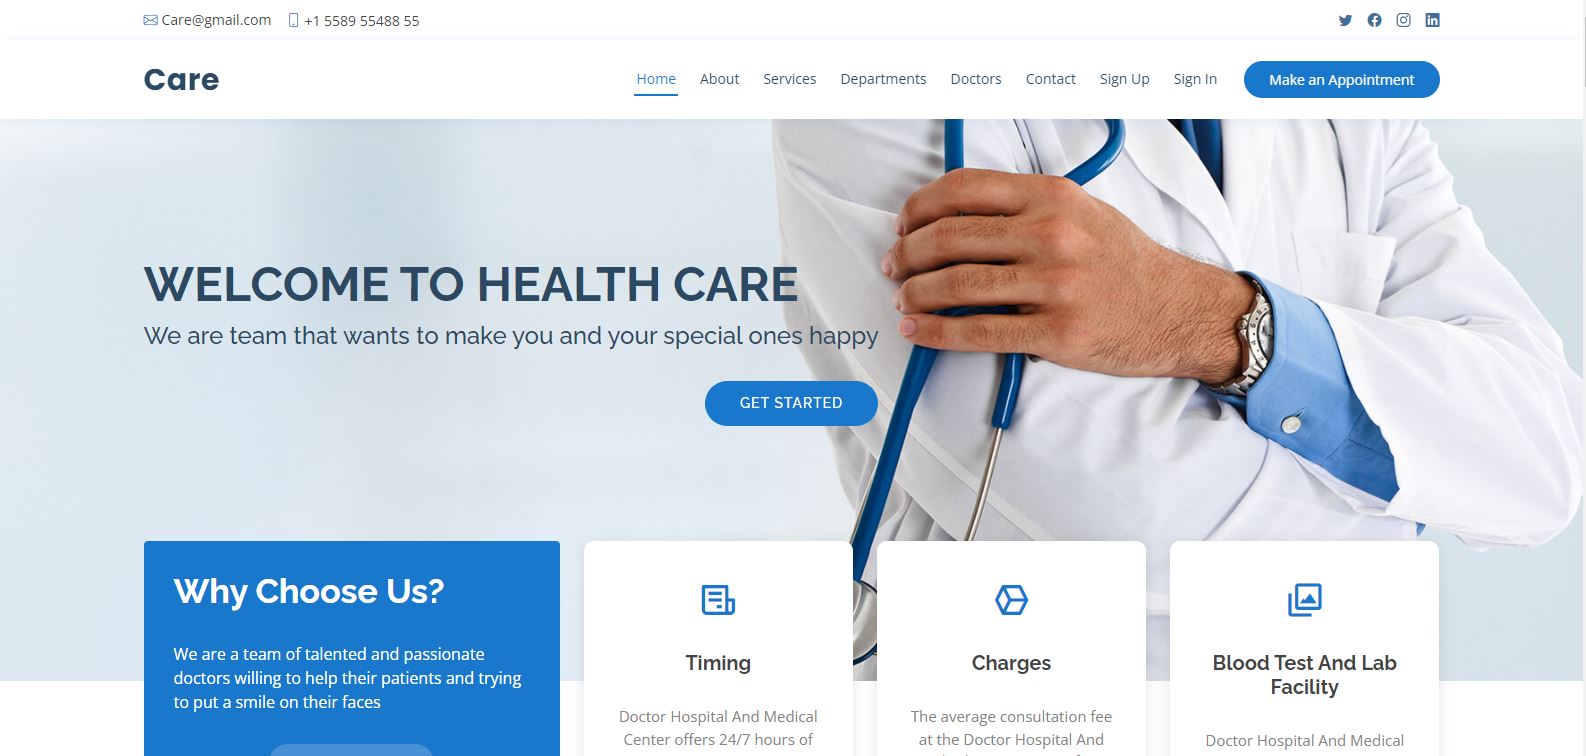 Care@gmail.com +1 5589 55488 55
Care
Home About Services Departments Doctors Contact Sign Up Sign In Make an Appointment
WELCOME TO HEALTH CARE
We are team that wants to make you and your special ones happy
GET STARTED
Why Choose Us?
We are a team of talented and passionate
doctors willing to help their patients and trying
to put a smile on their faces
Timing
Doctor Hospital And Medical
Center offers 24/7 hours of
Charges
The average consultation fee
at the Doctor Hospital And
Blood Test And Lab
Facility
Doctor Hospital And Medical